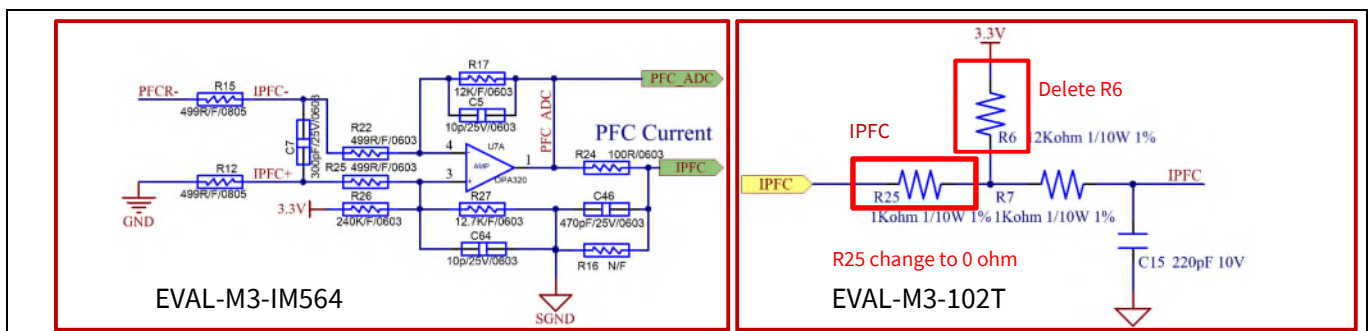 R17
PFC_ADC
12K/F/0603
R15
PFCR-
IPFC-
C5
499R/F/0805
10p/25V/0603
PFC_ADC
R22
499R/F/0603
PFC Current
C7
300pF/25V/0603
4
U7A
AMP
1
R24
100R/0603
R12
IPFC+
R25
499R/F/0603
3
OPA320
IPFC
499R/F/0805
R26
R27
C46
GND
3.3V
240K/F/0603
12.7K/F/0603
470pF/25V/0603
C64
10p/25V/0603
R16
N/F
EVAL-M3-IM564
SGND
3.3V
Delete R6
IPFC
R6
12Kohm 1/10W 1%
IPFC
R25
R7
IPFC
1Kohm 1/10W 1%
1Kohm 1/10W 1%
R25 change to 0 ohm
C15 220pF 10V
EVAL-M3-102T